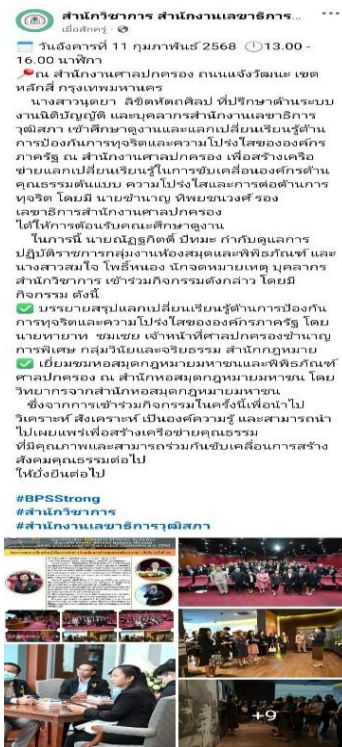 สำนักวิชาการ สำนักงานเลขาธิการ...
เมื่อสักครู่ ·
วันอังคารที่ 11 กุมภาพันธ์ 2568 13.00 -
16.00 นาฬิกา
ณ สำนักงานศาลปกครอง ถนนแจ้งวัฒนะ เขต
หลักสี่ กรุงเทพมหานคร
นางสาวนุตยา ลิขิตหัตถศิลป ที่ปรึกษาด้านระบบ
งานนิติบัญญัติ และบุคลากรสำนักงานเลขาธิการ
วุฒิสภา เข้าศึกษาดูงานและแลกเปลี่ยนเรียนรู้ด้าน
การป้องกันการทุจริตและความโปร่งใสขององค์กร
ภาครัฐ ณ สำนักงานศาลปกครอง เพื่อสร้างเครือ
ข่ายแลกเปลี่ยนเรียนรู้ในการขับเคลื่อนองค์กรด้าน
คุณธรรมต้นแบบ ความโปร่งใสและการต่อต้านการ
ทุจริต โดยมี นายชำนาญ ทิพยชนวงศ์ รอง
เลขาธิการสำนักงานศาลปกครอง
ได้ให้การต้อนรับคณะศึกษาดูงาน
ในการนี้ นายณัฏฐกิตติ์ ปัทมะ กำกับดูแลการ
ปฏิบัติราชการกลุ่มงานห้องสมุดและพิพิธภัณฑ์ และ
นางสาวสมใจ โพธิ์หนอง นักจดหมายเหตุ บุคลากร
สำนักวิชาการ เข้าร่วมกิจกรรมดังกล่าว โดยมี
กิจกรรม ดังนี้
✅ บรรยายสรุปแลกเปลี่ยนเรียนรู้ด้านการป้องกัน
การทุจริตและความโปร่งใสขององค์กรภาครัฐ โดย
นายทายาท ชมเชย เจ้าหน้าที่ศาลปกครองชำนาญ
การพิเศษ กลุ่มวินัยและจริยธรรม สำนักกฎหมาย
✅ เยี่ยมชมหอสมุดกฎหมายมหาชนและพิพิธภัณฑ์
ศาลปกครอง ณ สำนักหอสมุดกฎหมายมหาชน โดย
วิทยากรจากสำนักหอสมุดกฎหมายมหาชน
ซึ่งจากการเข้าร่วมกิจกรรมในครั้งนี้เพื่อนำไป
วิเคราะห์ สังเคราะห์ เป็นองค์ความรู้ และสามารถนำ
ไปเผยแพร่เพื่อสร้างเครือข่ายคุณธรรม
ที่มีคุณภาพและสามารถร่วมกันขับเคลื่อนการสร้าง
สังคมคุณธรรมต่อไป
ให้ยั่งยืนต่อไป
#BPSStrong
#สำนักวิชาการ
#สำนักงานเลขาธิการวุฒิสภา
+9